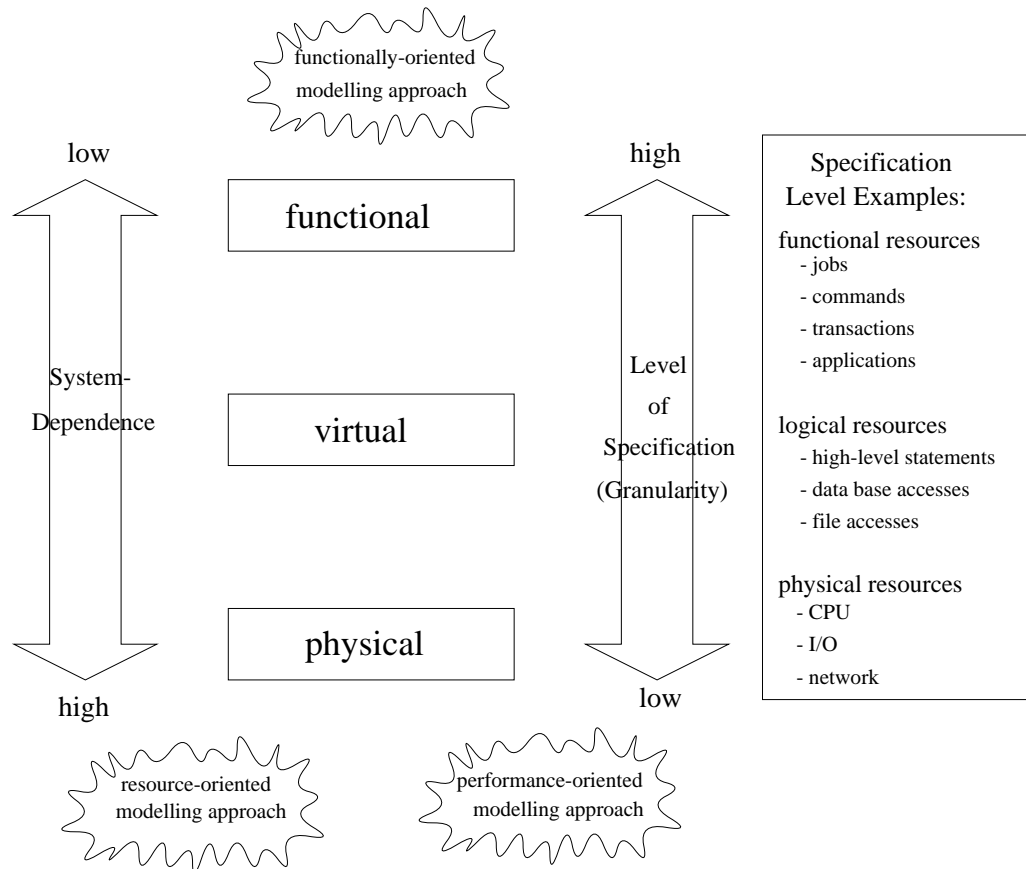 functionally-oriented
modelling approach
low
high
functional
System-
Dependence
virtual
Level
of
Specification
(Granularity)
physical
high
low
resource-oriented
modelling approach
performance-oriented
modelling approach
Specification
Level Examples:
functional resources
- jobs
- commands
- transactions
- applications
logical resources
- high-level statements
- data base accesses
- file accesses
physical resources
- CPU
- I/O
- network